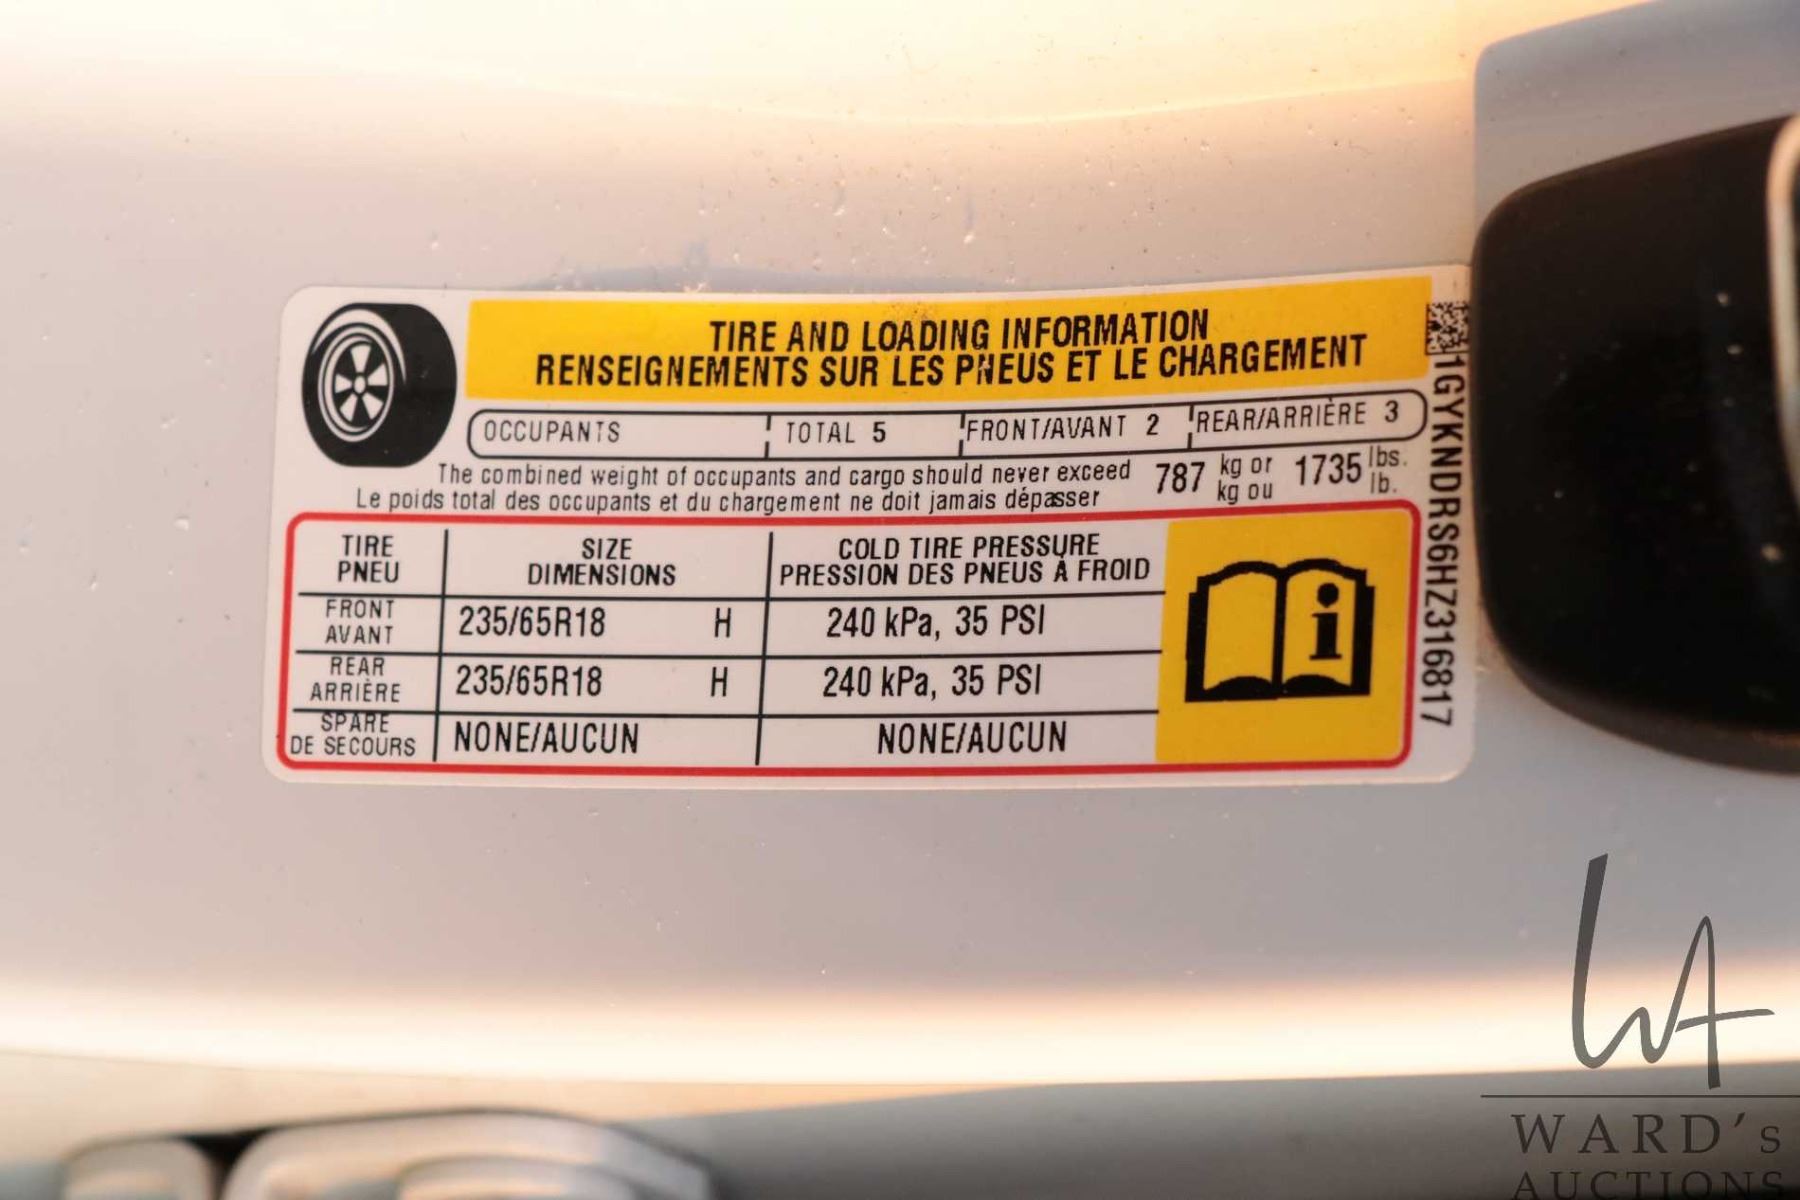 TIRE AND LOADING INFORMATION
RENSEIGNEMENTS SUR LES PNEUS ET LE CHARGEMENT
OCCUPANTS TOTAL 5 FRONT/AVANT 2 REAR/ARRIÈRE 3
The combined weight of occupants and cargo should never exceed 787 kg or 1735 lbs.
Le poids total des occupants et du chargement ne doit jamais dépasser kg ou lb.
TIRE SIZE COLD TIRE PRESSURE
PNEU DIMENSIONS PRESSION DES PNEUS À FROID
FRONT
AVANT 235/65R18 H 240 kPa, 35 PSI
REAR
ARRIÈRE 235/65R18 H 240 kPa, 35 PSI
SPARE
DE SECOURS NONE/AUCUN NONE/AUCUN
i
1GYKNDRS6HZ316817
WA
WARD's
AUCTIONS